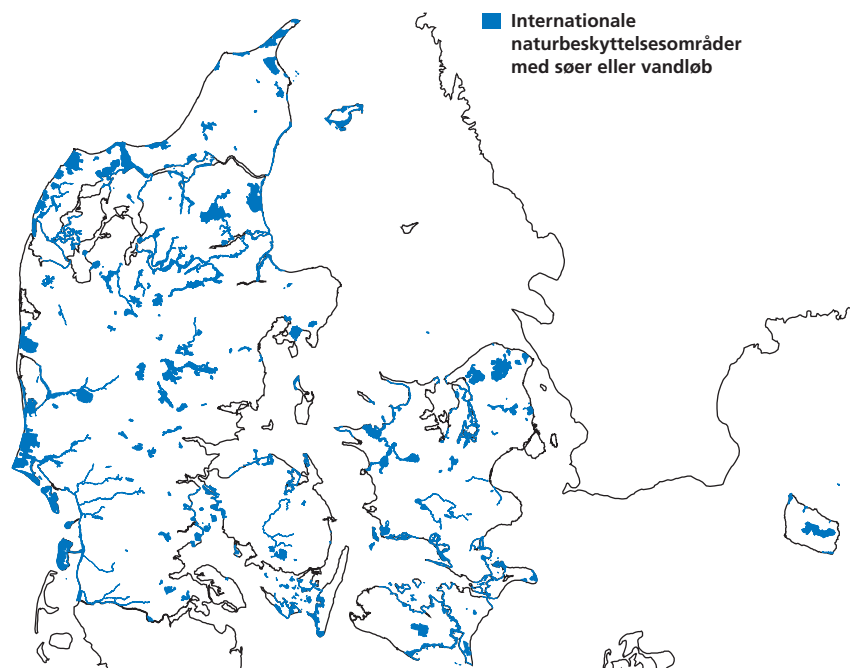 Internationale
naturbeskyttelsesområder
med søer eller vandløb